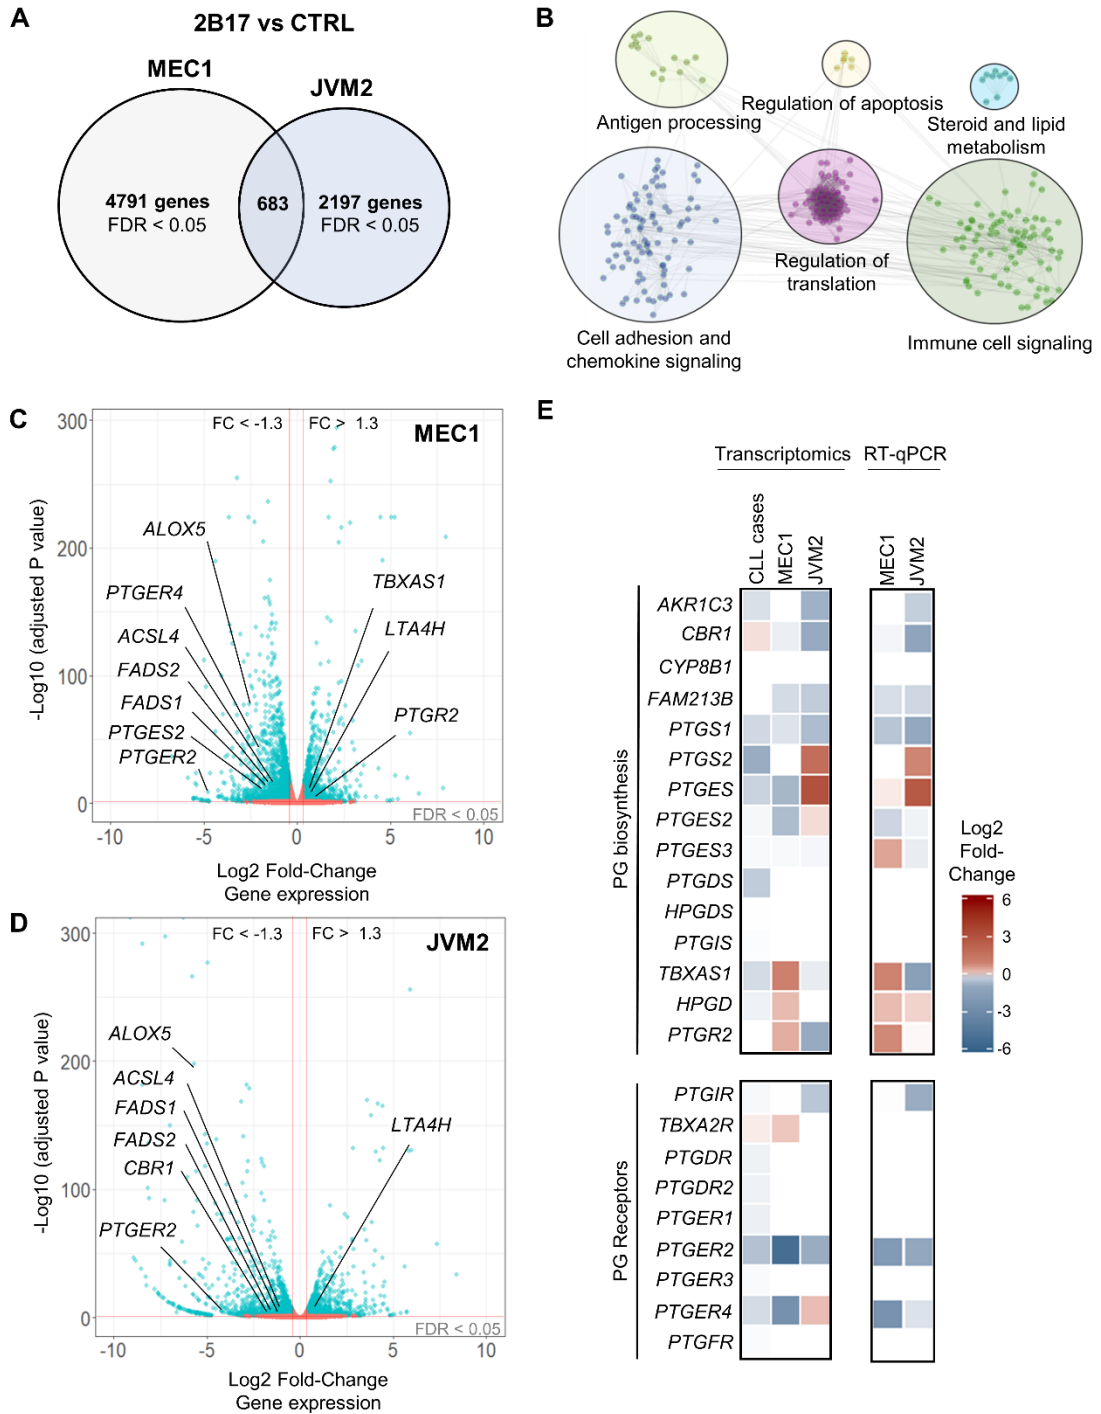 A
2B17 vs CTRL
MEC1
JVM2
4791 genes
FDR < 0.05
683
2197 genes
FDR < 0.05
B
Antigen processing
Regulation of apoptosis
Steroid and lipid
metabolism
Cell adhesion and
chemokine signaling
Regulation of
translation
Immune cell signaling
C
FC < -1.3
FC > 1.3
MEC1
300
200
100
0
-Log10 (adjusted P value)
ALOX5
PTGER4
ACSL4
FADS2
FADS1
PTGES2
PTGER2
TBXAS1
LTA4H
PTGR2
FDR < 0.05
-10
-5
0
5
10
Log2 Fold-Change
Gene expression
D
FC < -1.3
FC > 1.3
JVM2
300
200
100
0
-Log10 (adjusted P value)
ALOX5
ACSL4
FADS1
FADS2
CBR1
PTGER2
LTA4H
FDR < 0.05
-10
-5
0
5
10
Log2 Fold-Change
Gene expression
E
Transcriptomics
RT-qPCR
CLL cases
MEC1
JVM2
MEC1
JVM2
PG biosynthesis
AKR1C3
CBR1
CYP8B1
FAM213B
PTGS1
PTGS2
PTGES
PTGES2
PTGES3
PTGDS
HPGDS
PTGIS
TBXAS1
HPGD
PTGR2
PG Receptors
PTGIR
TBXA2R
PTGDR
PTGDR2
PTGER1
PTGER2
PTGER3
PTGER4
PTGFR
Log2
Fold-
Change
6
3
0
-3
-6